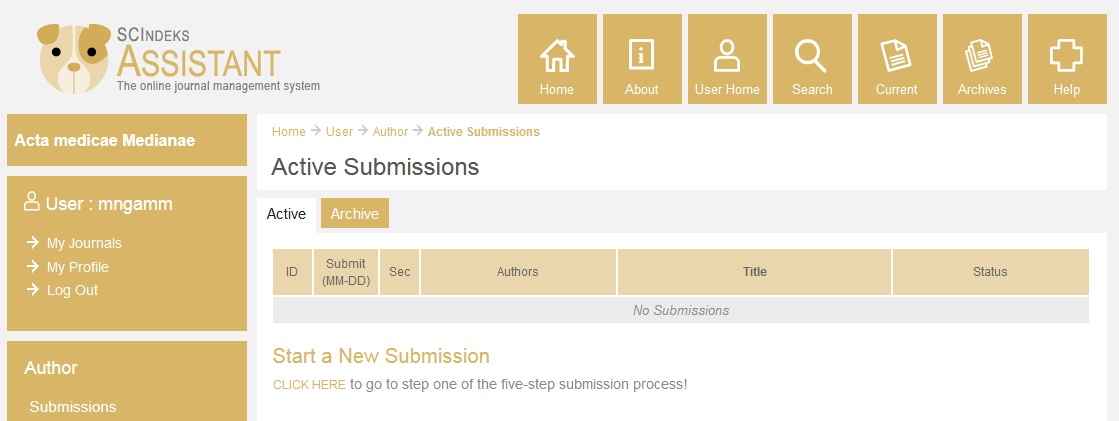 SCINDEKS
ASSISTANT
The online journal management system
Home
About
User Home
Search
Current
Archives
Help
Acta medicae Medianae
User : mngamm
My Journals
My Profile
Log Out
Author
Submissions
Home User Author Active Submissions
Active Submissions
Active Archive
ID
Submit
(MM-DD)
Sec
Authors
Title
Status
No Submissions
Start a New Submission
CLICK HERE to go to step one of the five-step submission process!